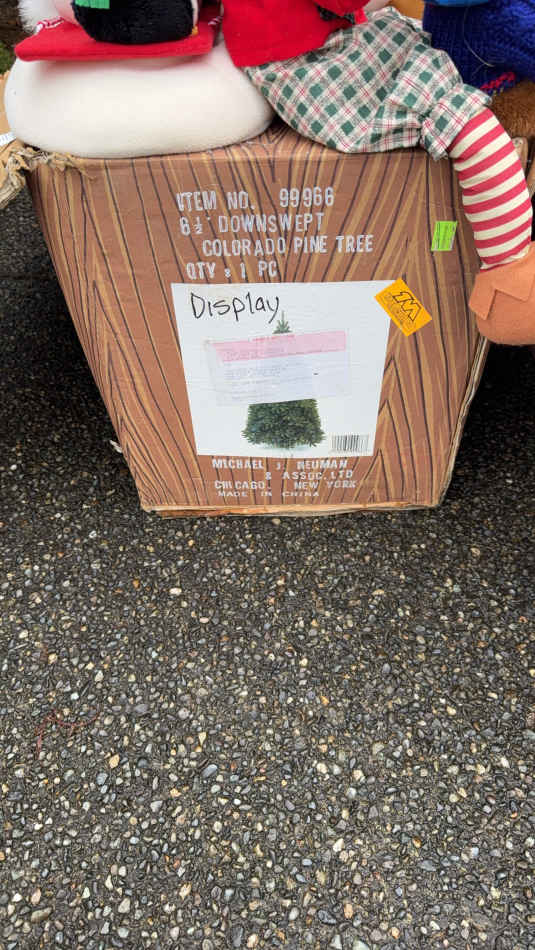 ITEM NO. 99966
6½' DOWNSWEPT
COLORADO PINE TREE
QTY : 1 PC
Display
MICHAEL J. NEUMAN
& ASSOC. LTD
CHICAGO. NEW YORK
MADE IN CHINA